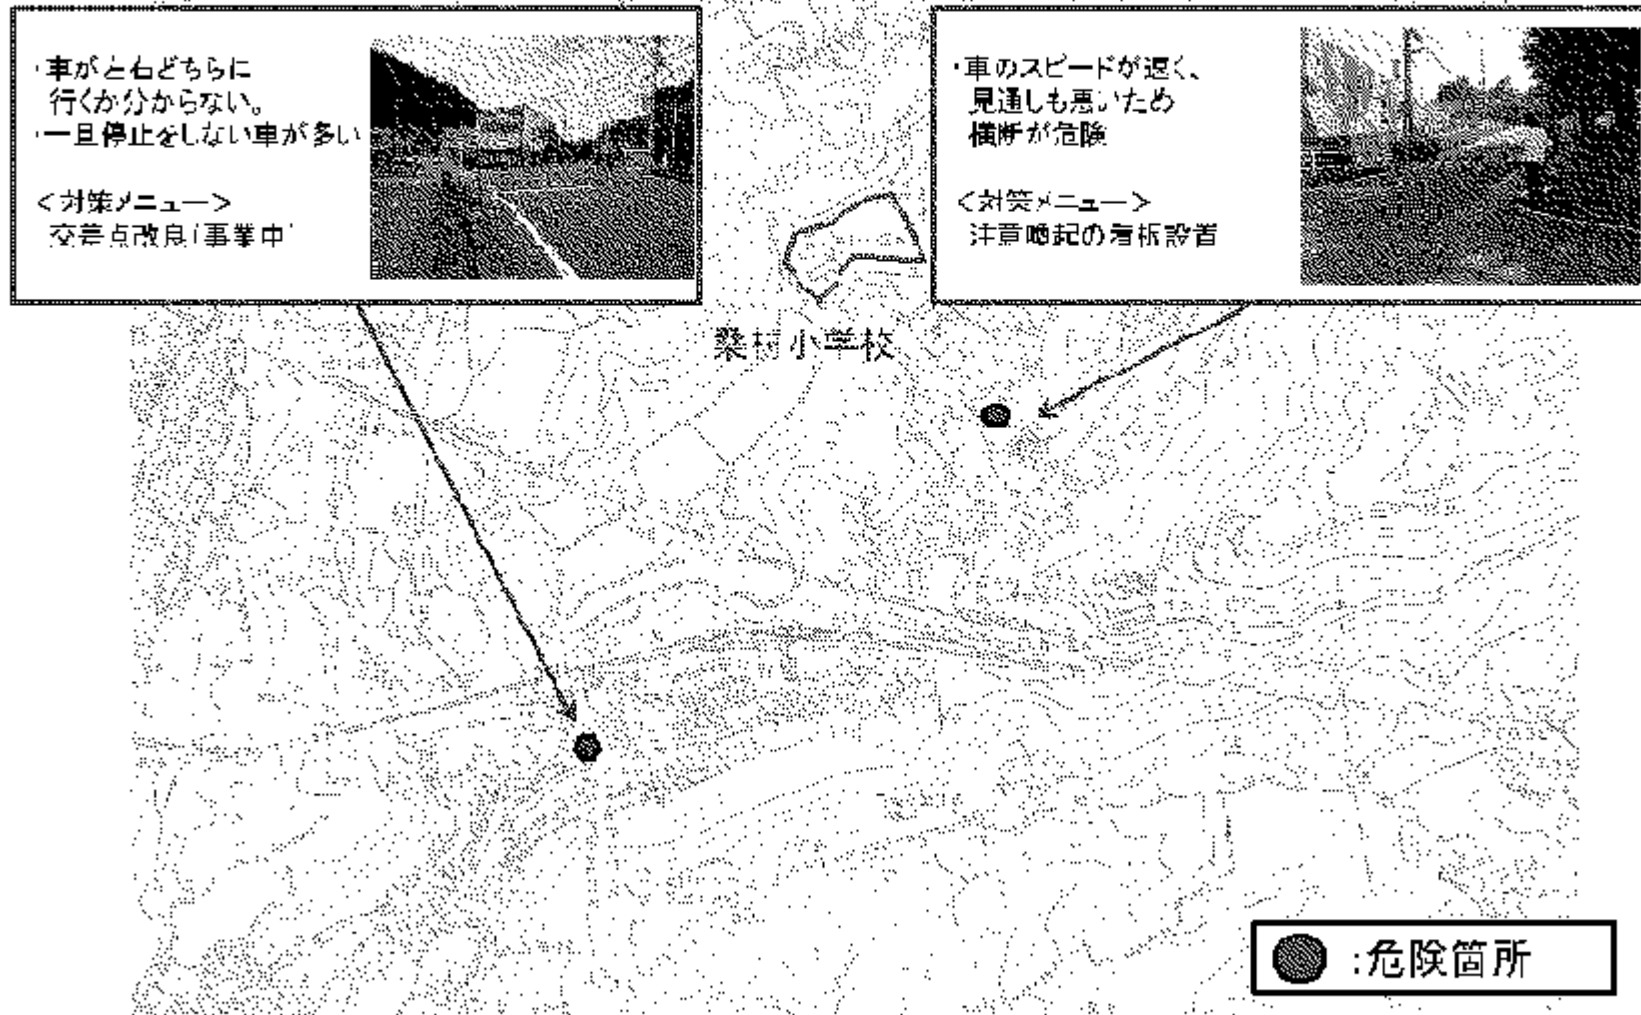 ・車が左右どちらに
行くか分からない。
・一旦停止をしない車が多い
＜対策メニュー＞
交差点改良(事業中)
・車のスピードが速く、
見通しも悪いため
横断が危険
＜対策メニュー＞
注意喚起の看板設置
桑村小学校
:危険箇所